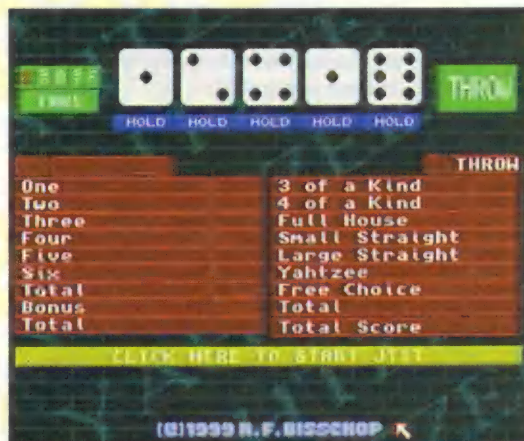 THROW
HOLD HOLD HOLD HOLD HOLD
THROW
One
Two
Three
Four
Five
Six
Total
Bonus
Total
3 of a Kind
4 of a Kind
Full House
Small Straight
Large Straight
Yahtzee
Free Choice
Total
Total Score
CLICK HERE TO START
(C)1999 R.F.BISSCHOP